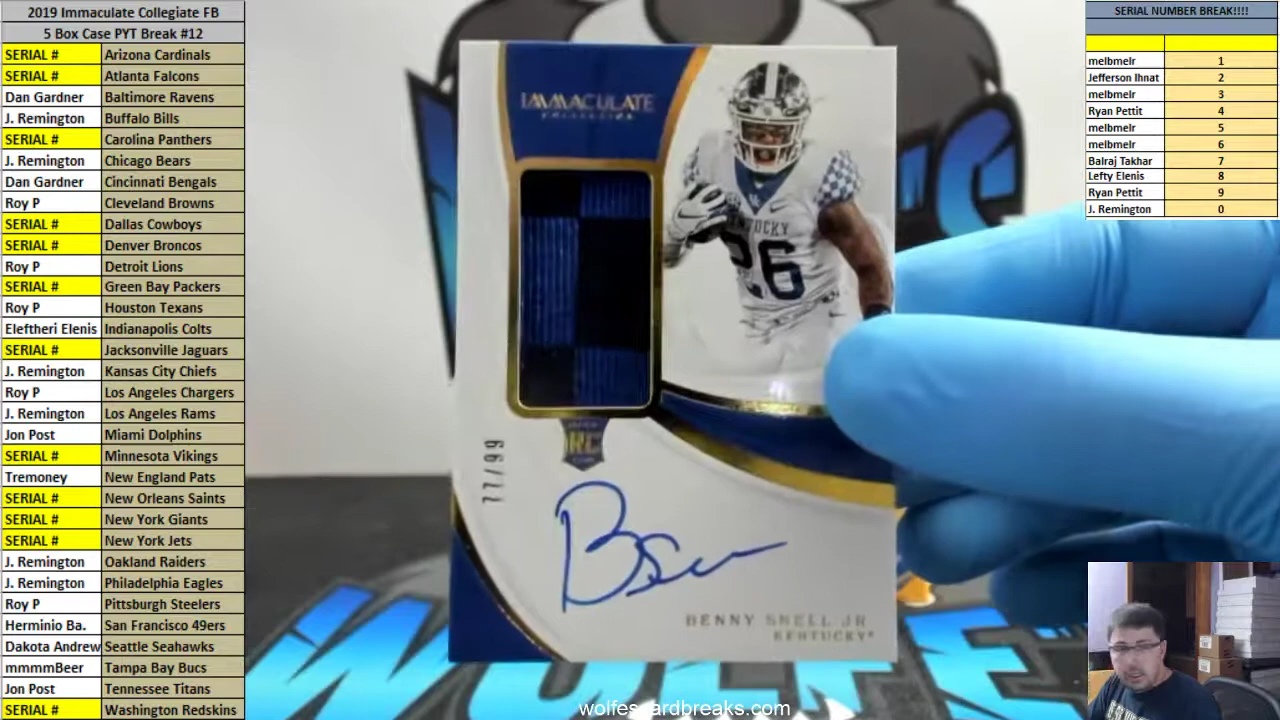 2019 Immaculate Collegiate FB
5 Box Case PYT Break #12
SERIAL # Arizona Cardinals
SERIAL # Atlanta Falcons
Dan Gardner Baltimore Ravens
J. Remington Buffalo Bills
SERIAL # Carolina Panthers
J. Remington Chicago Bears
Dan Gardner Cincinnati Bengals
Roy P Cleveland Browns
SERIAL # Dallas Cowboys
SERIAL # Denver Broncos
Roy P Detroit Lions
SERIAL # Green Bay Packers
Roy P Houston Texans
Eleftheri Elenis Indianapolis Colts
SERIAL # Jacksonville Jaguars
J. Remington Kansas City Chiefs
Roy P Los Angeles Chargers
J. Remington Los Angeles Rams
Jon Post Miami Dolphins
SERIAL # Minnesota Vikings
Tremoney New England Pats
SERIAL # New Orleans Saints
SERIAL # New York Giants
SERIAL # New York Jets
J. Remington Oakland Raiders
J. Remington Philadelphia Eagles
Roy P Pittsburgh Steelers
Herminio Ba. San Francisco 49ers
Dakota Andrew Seattle Seahawks
mmmmBeer Tampa Bay Bucs
Jon Post Tennessee Titans
SERIAL # Washington Redskins
IMMACULATE
COLLECTION
KENTUCKY
26
RC
77/99
BENNY SNELL JR
KENTUCKY
WOLFE
wolfescardbreaks.com
SERIAL NUMBER BREAK!!!!
melbmelr 1
Jefferson Ihnat 2
melbmelr 3
Ryan Pettit 4
melbmelr 5
melbmelr 6
Balraj Takhar 7
Lefty Elenis 8
Ryan Pettit 9
J. Remington 0